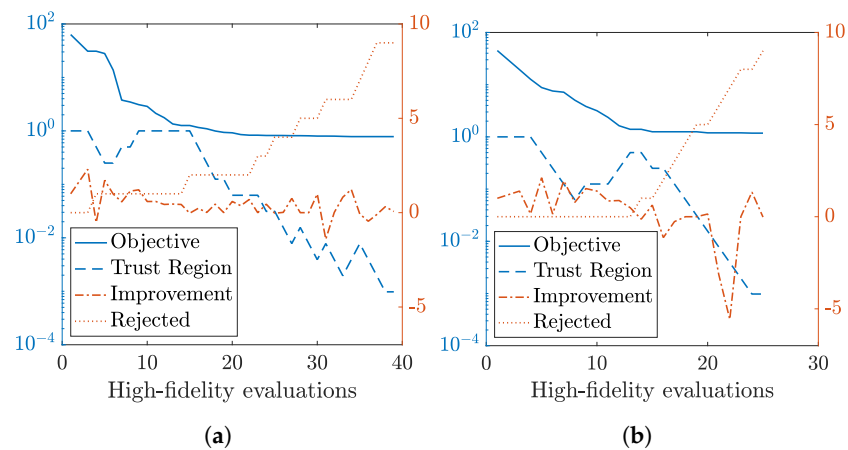 10^2
10^0
10^-2
10^-4
10
5
0
-5
0
10
20
30
40
High-fidelity evaluations
Objective
Trust Region
Improvement
Rejected
(a)
10^2
10^0
10^-2
10^-4
10
5
0
-5
0
10
20
30
High-fidelity evaluations
Objective
Trust Region
Improvement
Rejected
(b)